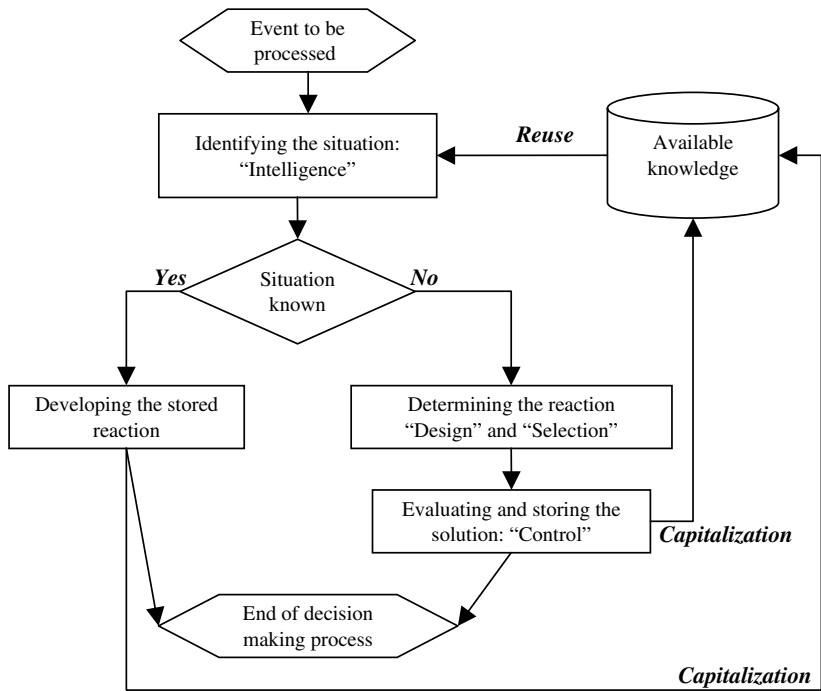 Event to be
processed
Identifying the situation:
“Intelligence”
Reuse
Available
knowledge
Yes
Situation
known
No
Developing the stored
reaction
Determining the reaction
“Design” and “Selection”
Evaluating and storing the
solution: “Control”
Capitalization
End of decision
making process
Capitalization